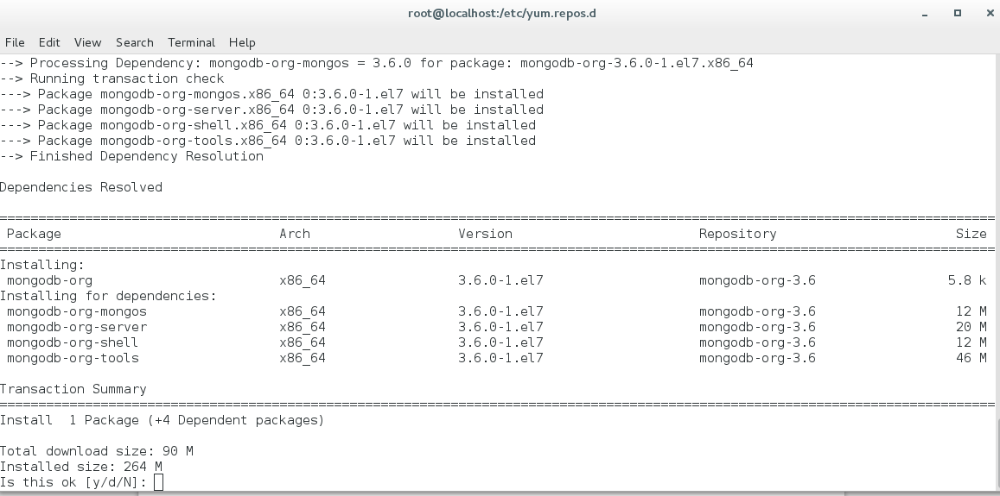 root@localhost:/etc/yum.repos.d
File Edit View Search Terminal Help
--> Processing Dependency: mongodb-org-mongos = 3.6.0 for package: mongodb-org-3.6.0-1.el7.x86_64
--> Running transaction check
---> Package mongodb-org-mongos.x86_64 0:3.6.0-1.el7 will be installed
---> Package mongodb-org-server.x86_64 0:3.6.0-1.el7 will be installed
---> Package mongodb-org-shell.x86_64 0:3.6.0-1.el7 will be installed
---> Package mongodb-org-tools.x86_64 0:3.6.0-1.el7 will be installed
--> Finished Dependency Resolution
Dependencies Resolved
================================================================================
Package Arch Version Repository Size
================================================================================
Installing:
mongodb-org x86_64 3.6.0-1.el7 mongodb-org-3.6 5.8 k
Installing for dependencies:
mongodb-org-mongos x86_64 3.6.0-1.el7 mongodb-org-3.6 12 M
mongodb-org-server x86_64 3.6.0-1.el7 mongodb-org-3.6 20 M
mongodb-org-shell x86_64 3.6.0-1.el7 mongodb-org-3.6 12 M
mongodb-org-tools x86_64 3.6.0-1.el7 mongodb-org-3.6 46 M
Transaction Summary
================================================================================
Install 1 Package (+4 Dependent packages)
Total download size: 90 M
Installed size: 264 M
Is this ok [y/d/N]: